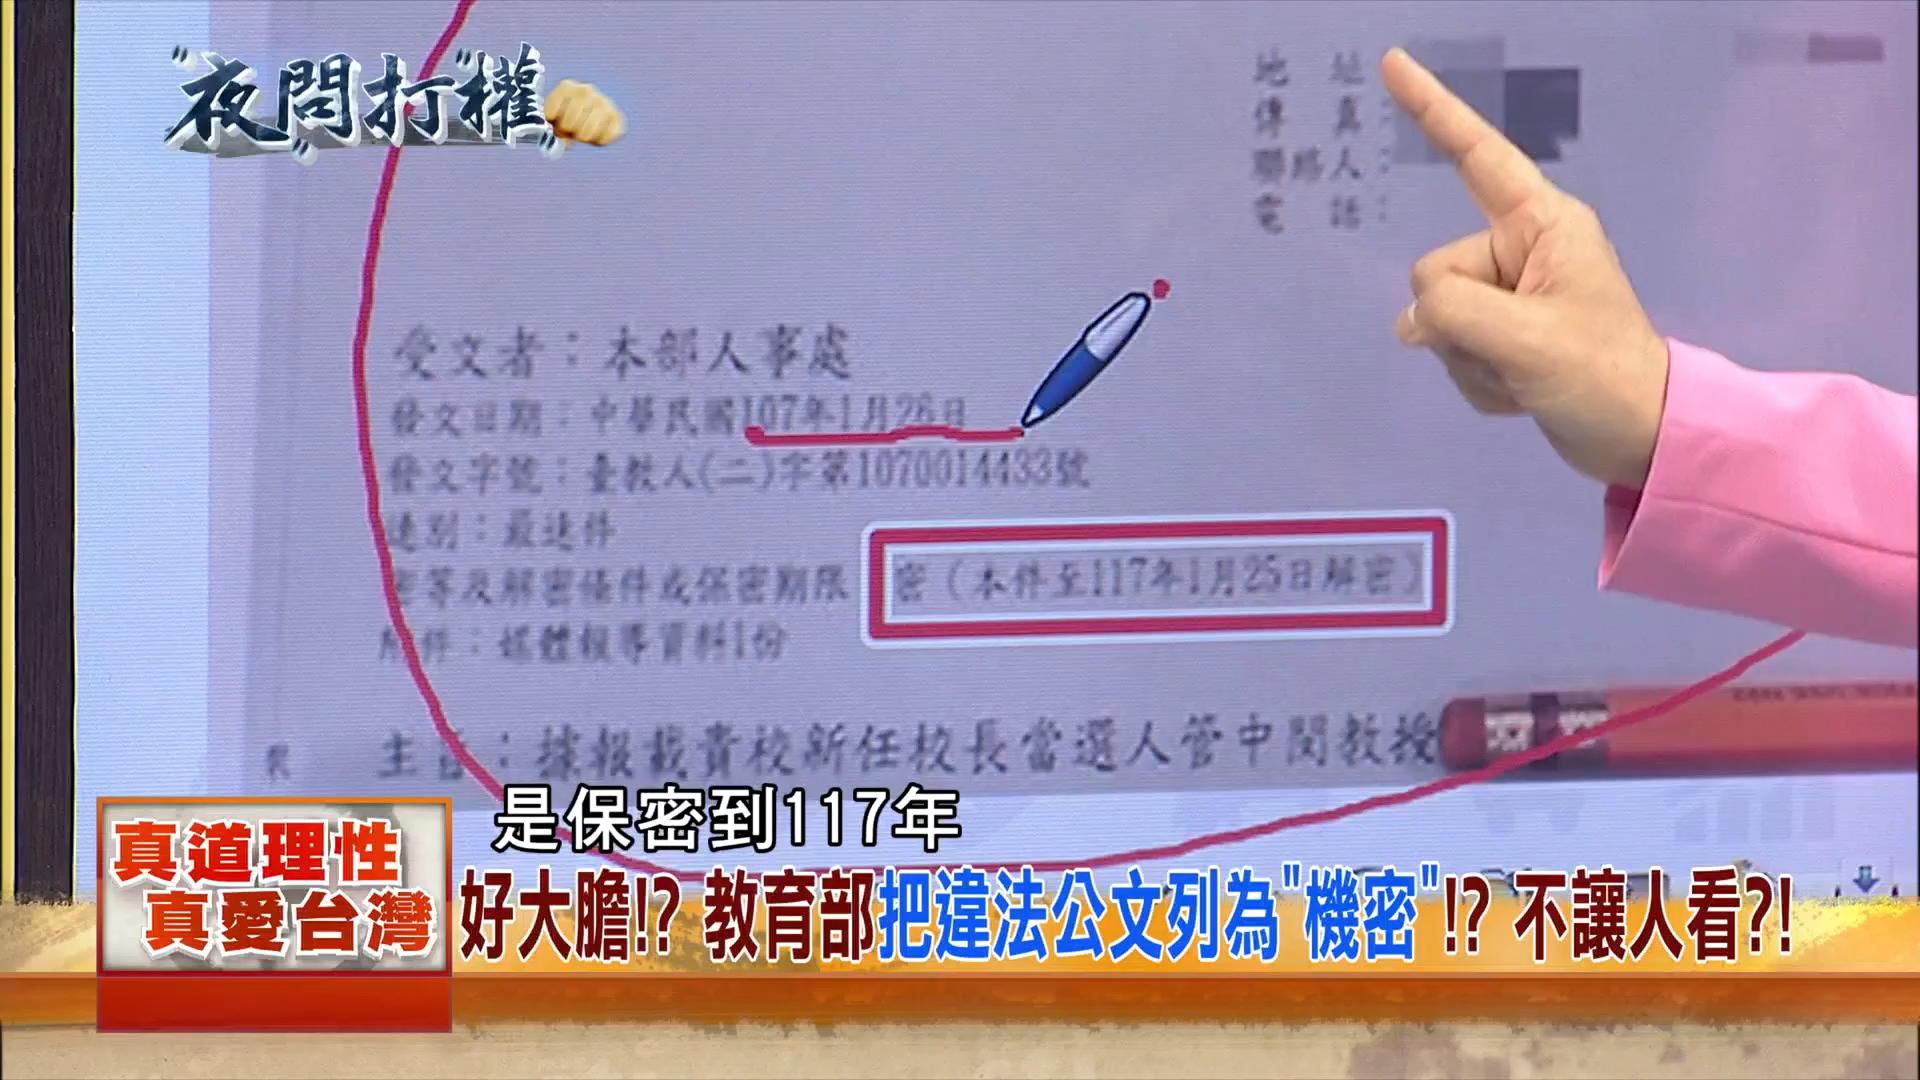 "夜"問打"權"
地　址：
傳　真：
聯絡人：
電　話：
受文者：本部人事處
發文日期：中華民國107年1月26日
發文字號：臺教人(二)字第1070014433號
速別：最速件
密等及解密條件或保密期限
密（本件至117年1月25日解密）
附件：媒體報導資料1份
主旨：據報載貴校新任校長當選人管中閔教授
是保密到117年
真道理性
真愛台灣
好大膽!? 教育部把違法公文列為"機密"!? 不讓人看?!